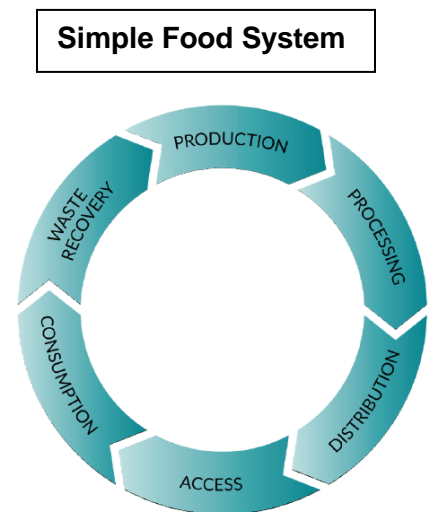 Simple Food System
PRODUCTION
PROCESSING
DISTRIBUTION
ACCESS
CONSUMPTION
WASTE
RECOVERY